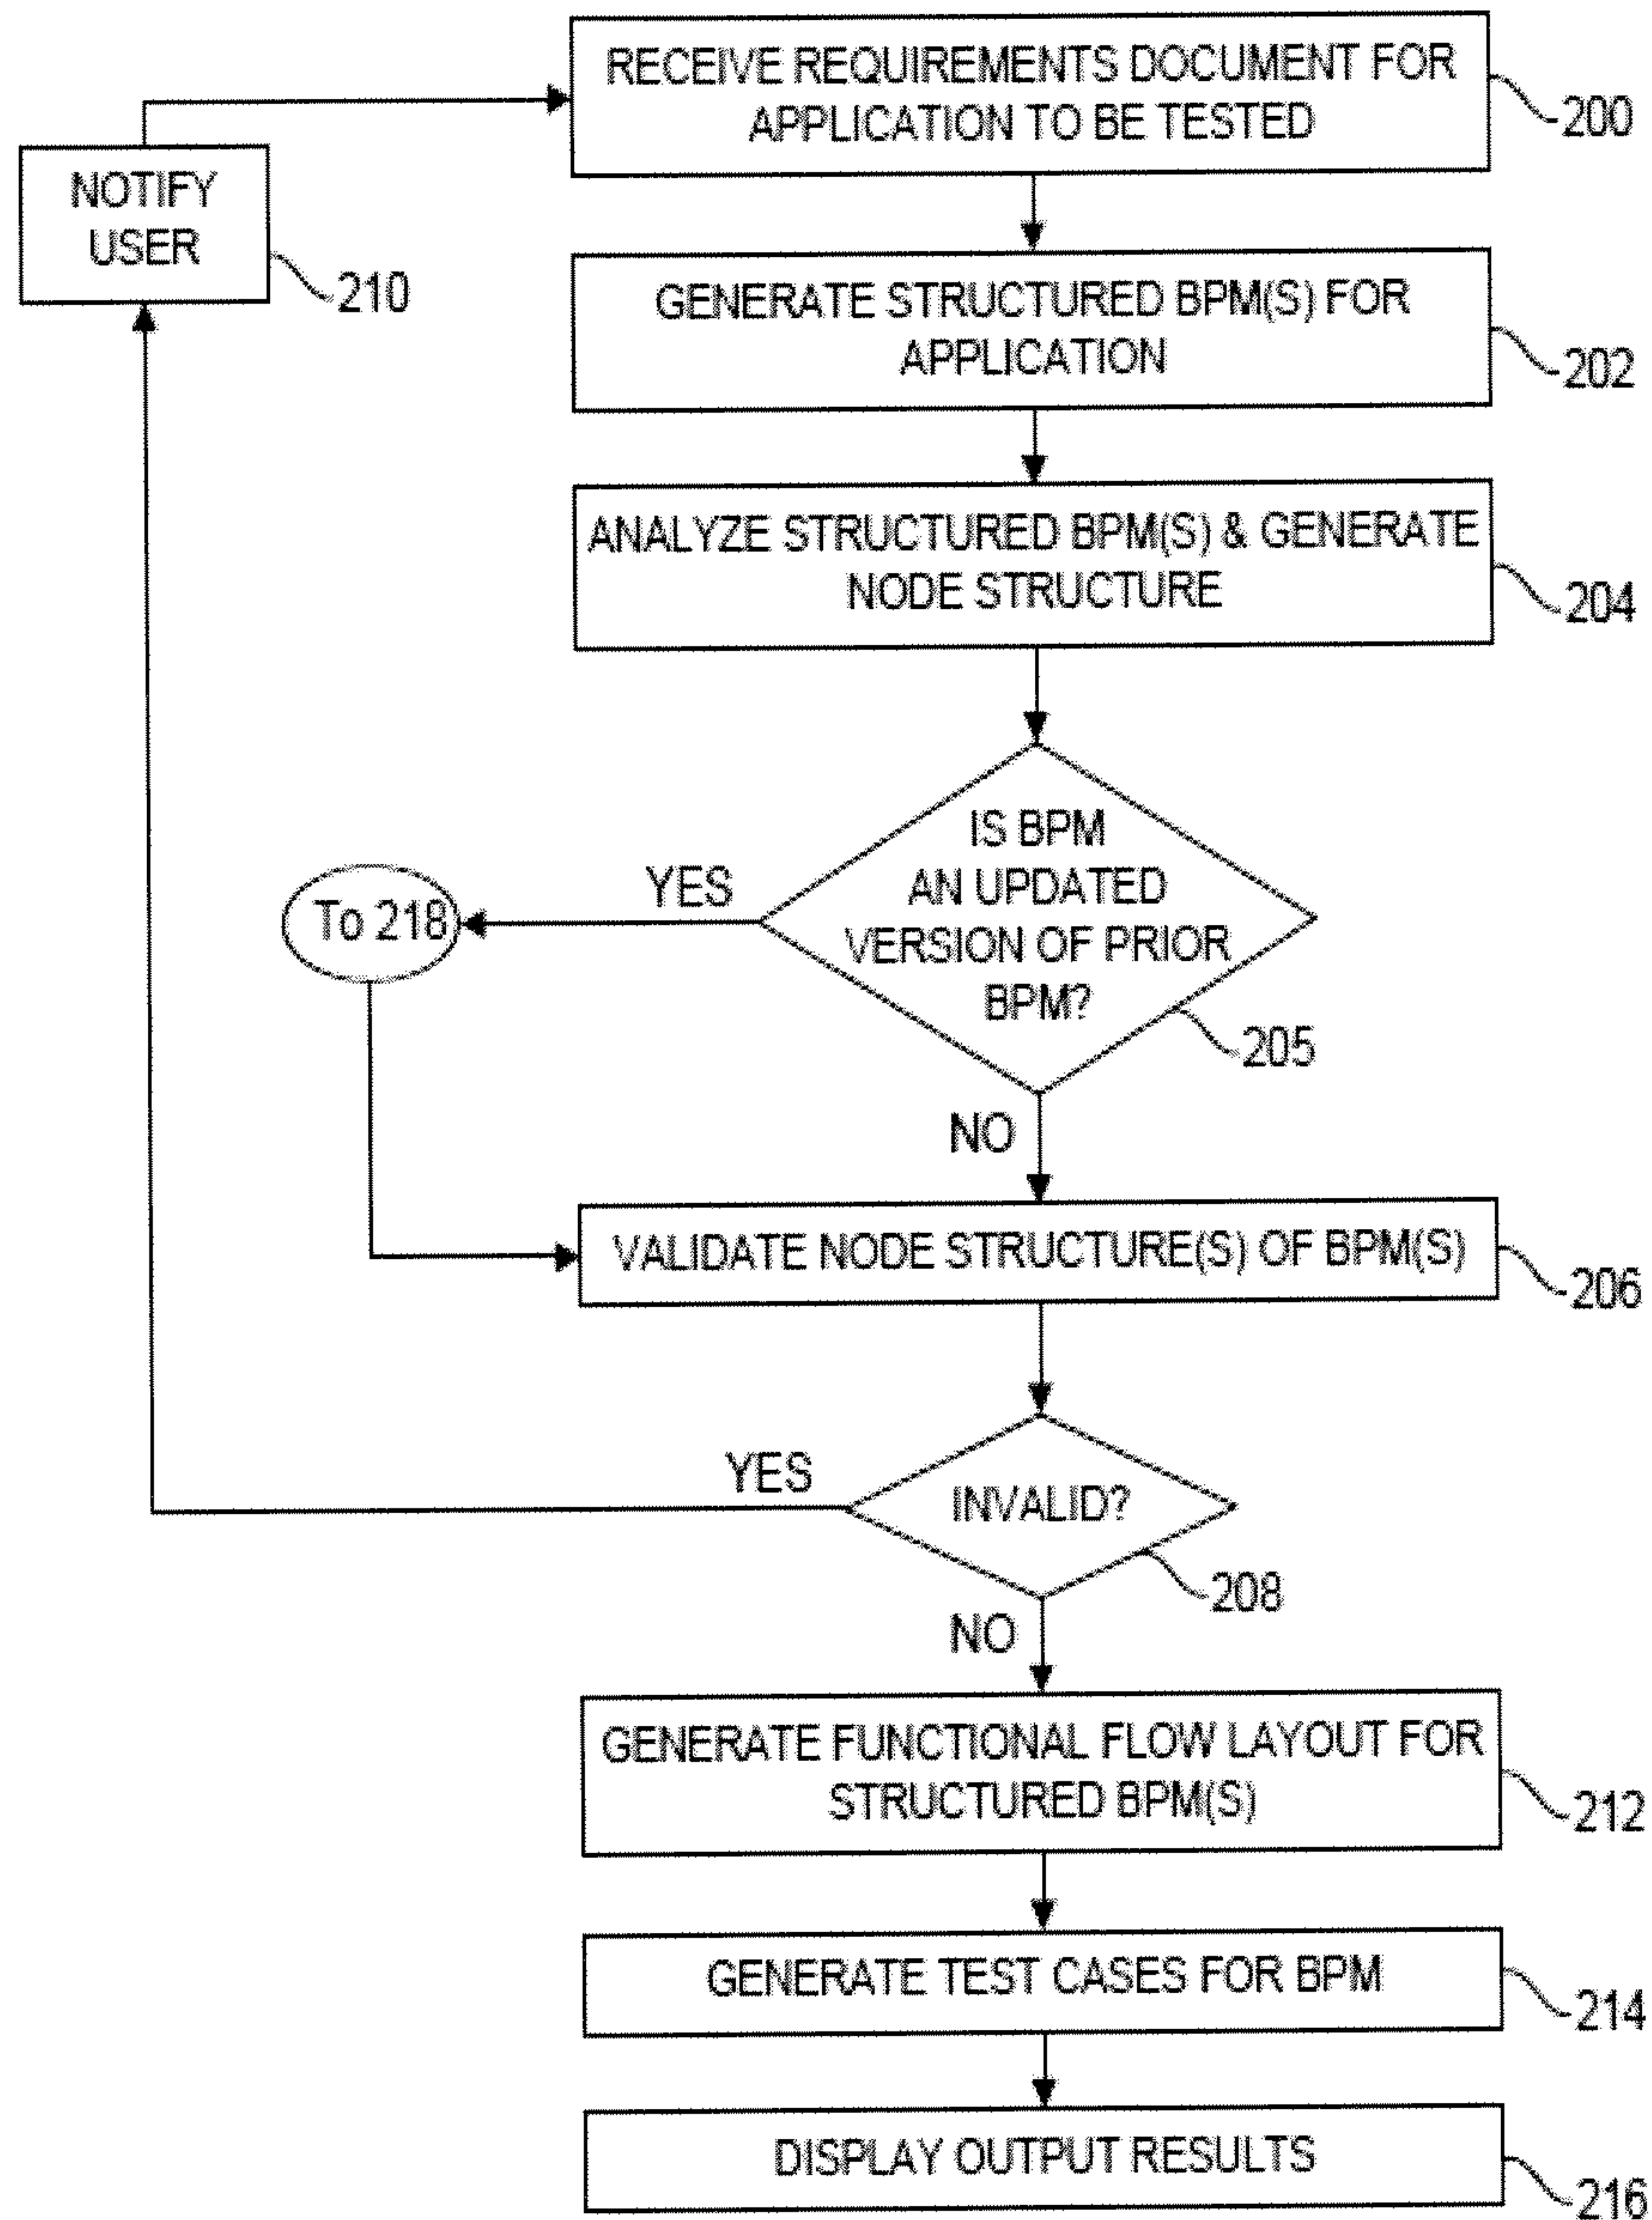 RECEIVE REQUIREMENTS DOCUMENT FOR
APPLICATION TO BE TESTED
200
NOTIFY
USER
210
GENERATE STRUCTURED BPM(S) FOR
APPLICATION
202
ANALYZE STRUCTURED BPM(S) & GENERATE
NODE STRUCTURE
204
IS BPM
AN UPDATED
VERSION OF PRIOR
BPM?
205
YES
To 218
NO
VALIDATE NODE STRUCTURE(S) OF BPM(S)
206
YES
INVALID?
208
NO
GENERATE FUNCTIONAL FLOW LAYOUT FOR
STRUCTURED BPM(S)
212
GENERATE TEST CASES FOR BPM
214
DISPLAY OUTPUT RESULTS
216